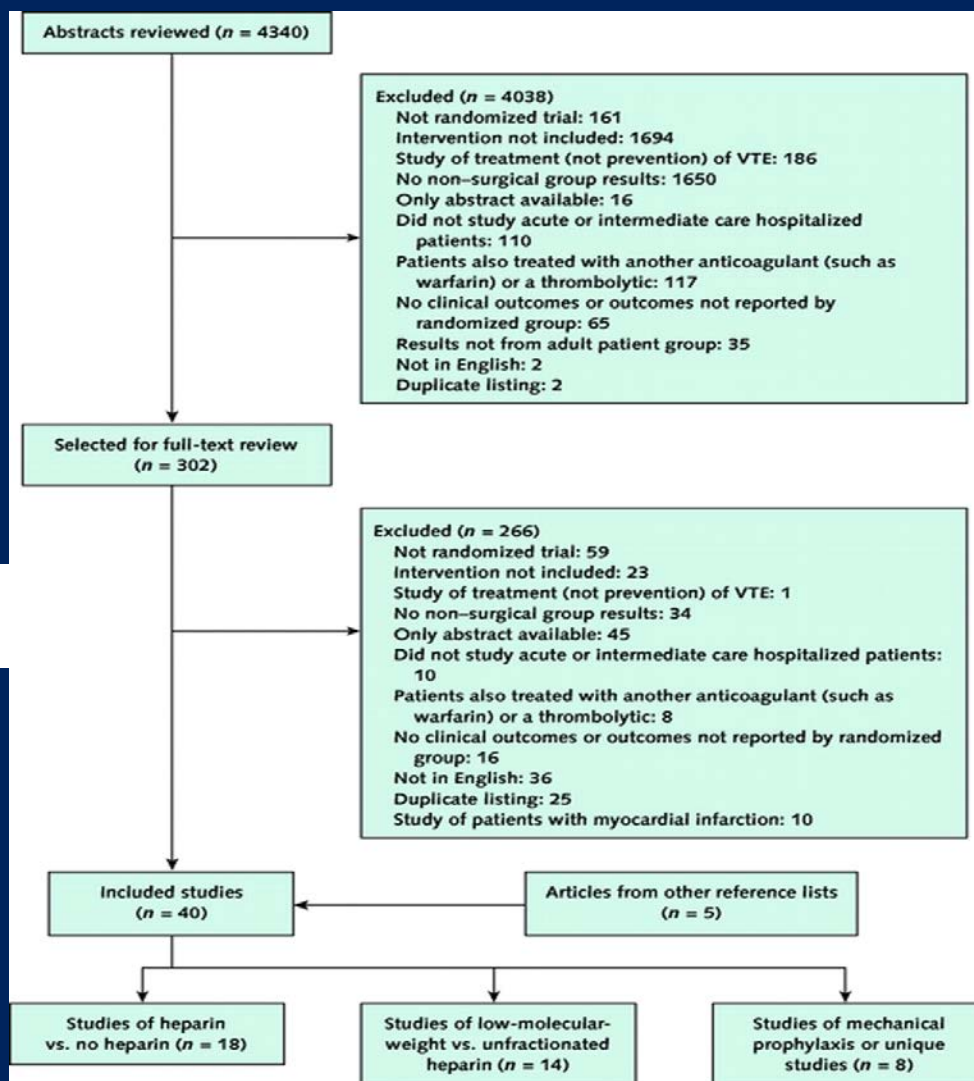 Abstracts reviewed (n = 4340)
Excluded (n = 4038)
Not randomized trial: 161
Intervention not included: 1694
Study of treatment (not prevention) of VTE: 186
No non–surgical group results: 1650
Only abstract available: 16
Did not study acute or intermediate care hospitalized
patients: 110
Patients also treated with another anticoagulant (such as
warfarin) or a thrombolytic: 117
No clinical outcomes or outcomes not reported by
randomized group: 65
Results not from adult patient group: 35
Not in English: 2
Duplicate listing: 2
Selected for full-text review
(n = 302)
Excluded (n = 266)
Not randomized trial: 59
Intervention not included: 23
Study of treatment (not prevention) of VTE: 1
No non–surgical group results: 34
Only abstract available: 45
Did not study acute or intermediate care hospitalized patients:
10
Patients also treated with another anticoagulant (such as
warfarin) or a thrombolytic: 8
No clinical outcomes or outcomes not reported by randomized
group: 16
Not in English: 36
Duplicate listing: 25
Study of patients with myocardial infarction: 10
Included studies
(n = 40)
Articles from other reference lists
(n = 5)
Studies of heparin
vs. no heparin (n = 18)
Studies of low-molecular-
weight vs. unfractionated
heparin (n = 14)
Studies of mechanical
prophylaxis or unique
studies (n = 8)